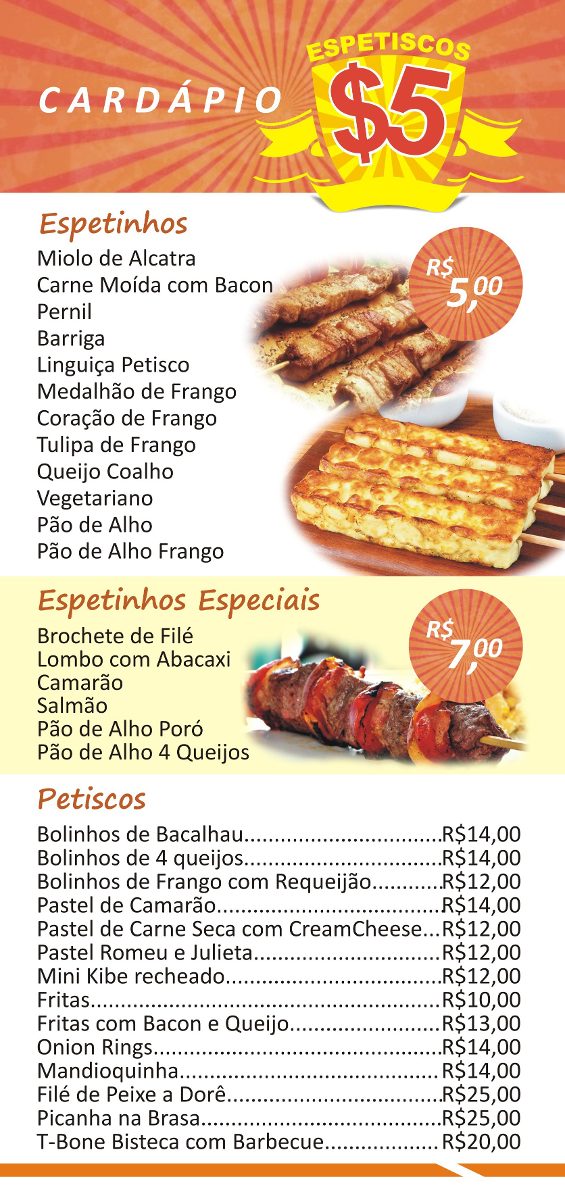 ESPETISCOS
CARDÁPIO
$5
Espetinhos
Miolo de Alcatra
Carne Moída com Bacon
Pernil
Barriga
Linguiça Petisco
Medalhão de Frango
Coração de Frango
Tulipa de Frango
Queijo Coalho
Vegetariano
Pão de Alho
Pão de Alho Frango
R$
5,00
Espetinhos Especiais
Brochete de Filé
Lombo com Abacaxi
Camarão
Salmão
Pão de Alho Poró
Pão de Alho 4 Queijos
R$
7,00
Petiscos
Bolinhos de Bacalhau.................................R$14,00
Bolinhos de 4 queijos.................................R$14,00
Bolinhos de Frango com Requeijão............R$12,00
Pastel de Camarão......................................R$14,00
Pastel de Carne Seca com CreamCheese...R$12,00
Pastel Romeu e Julieta................................R$12,00
Mini Kibe recheado....................................R$12,00
Fritas...........................................................R$10,00
Fritas com Bacon e Queijo.........................R$13,00
Onion Rings................................................R$14,00
Mandioquinha............................................R$14,00
Filé de Peixe a Dorê....................................R$25,00
Picanha na Brasa........................................R$25,00
T-Bone Bisteca com Barbecue...................R$20,00